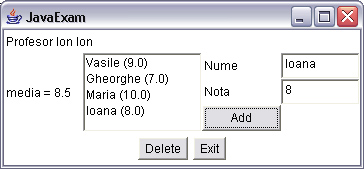 JavaExam
Profesor Ion Ion
media = 8.5
Vasile (9.0)
Gheorghe (7.0)
Maria (10.0)
Ioana (8.0)
Nume
Ioana
Nota
8
Add
Delete
Exit